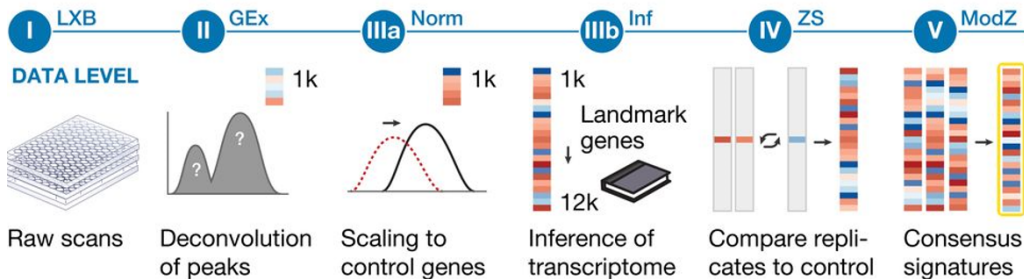 I LXB
II GEx
IIIa Norm
IIIb Inf
IV ZS
V ModZ
DATA LEVEL
1k
1k
1k
Landmark
genes
12k
? ?
Raw scans
Deconvolution
of peaks
Scaling to
control genes
Inference of
transcriptome
Compare repli-
cates to control
Consensus
signatures